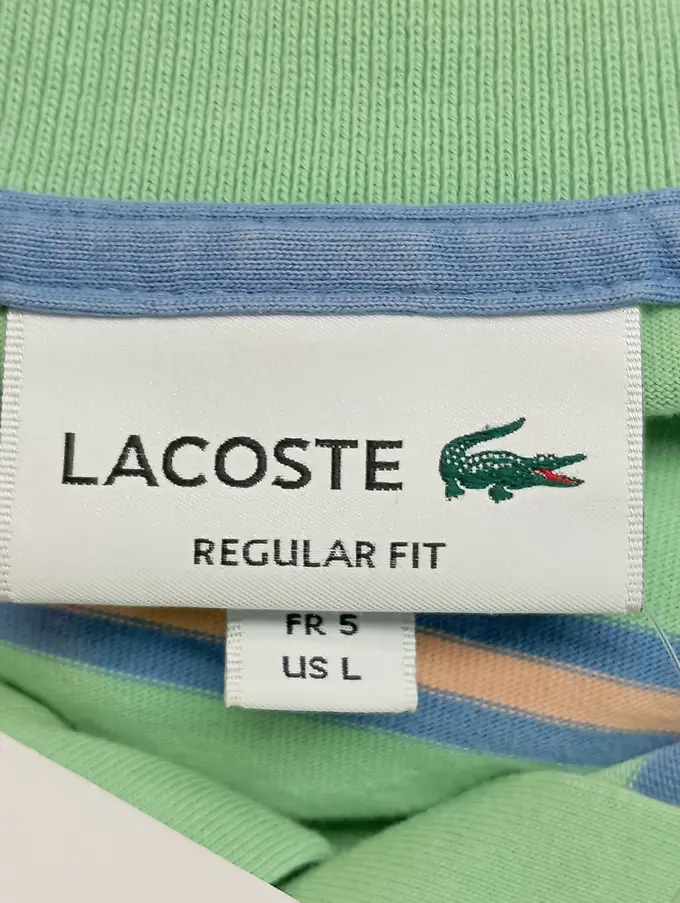 LACOSTE
REGULAR FIT
FR 5
US L